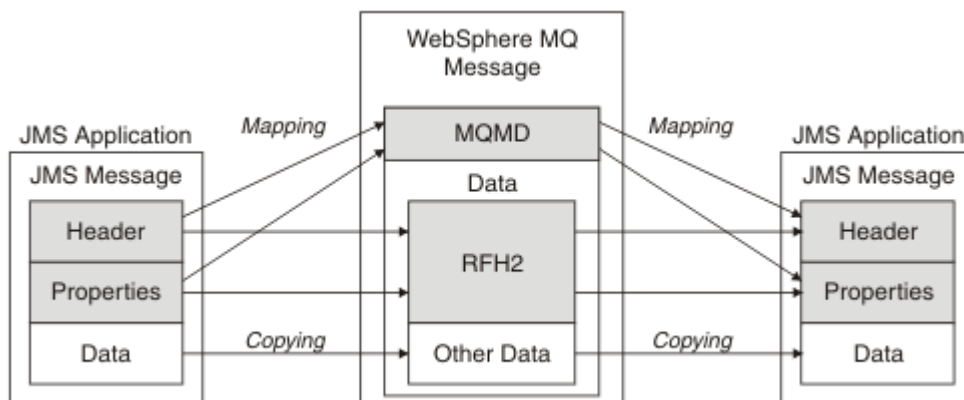 WebSphere MQ
Message
JMS Application
Mapping
MQMD
Mapping
JMS Application
JMS Message
Data
JMS Message
Header
RFH2
Header
Properties
Properties
Data
Copying
Other Data
Copying
Data